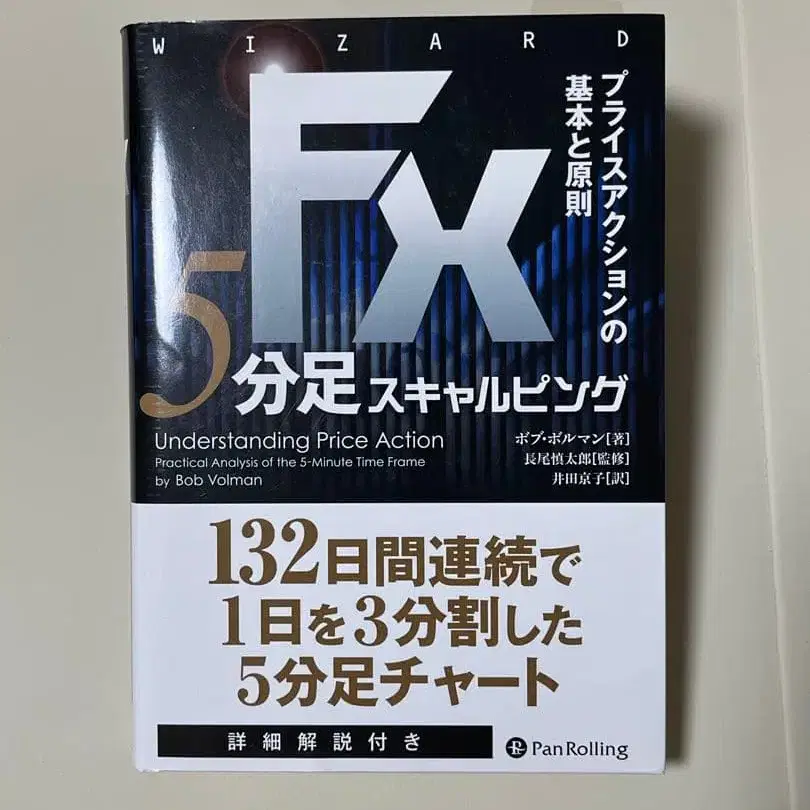 WIZARD
プライスアクションの
基本と原則
FX
5分足スキャルピング
Understanding Price Action
Practical Analysis of the 5-Minute Time Frame
by Bob Volman
ボブ・ボルマン[著]
長尾慎太郎[監修]
井田京子[訳]
132日間連続で
1日を3分割した
5分足チャート
詳細解説付き
PanRolling